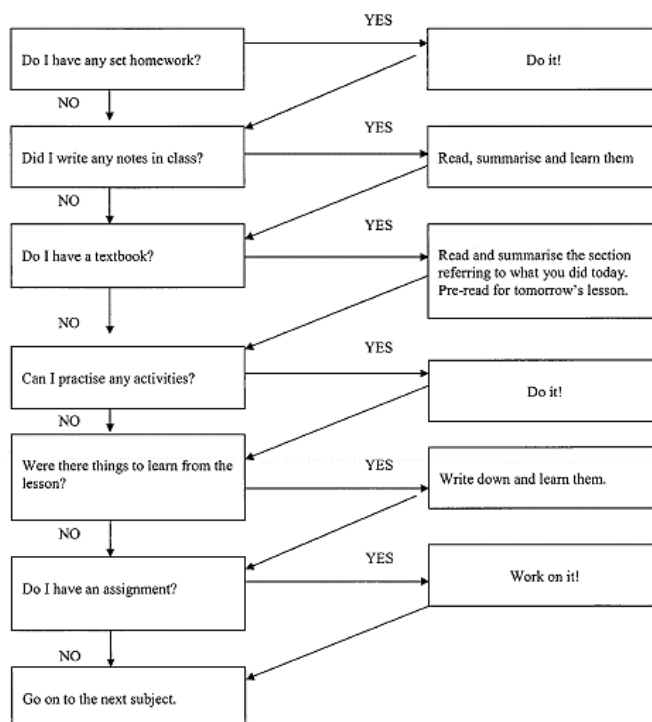 YES
Do I have any set homework?
Do it!
NO
YES
Did I write any notes in class?
Read, summarise and learn them
NO
YES
Do I have a textbook?
Read and summarise the section
referring to what you did today.
Pre-read for tomorrow's lesson.
NO
YES
Can I practise any activities?
Do it!
NO
Were there things to learn from the
lesson?
YES
Write down and learn them.
NO
YES
Do I have an assignment?
Work on it!
NO
Go on to the next subject.